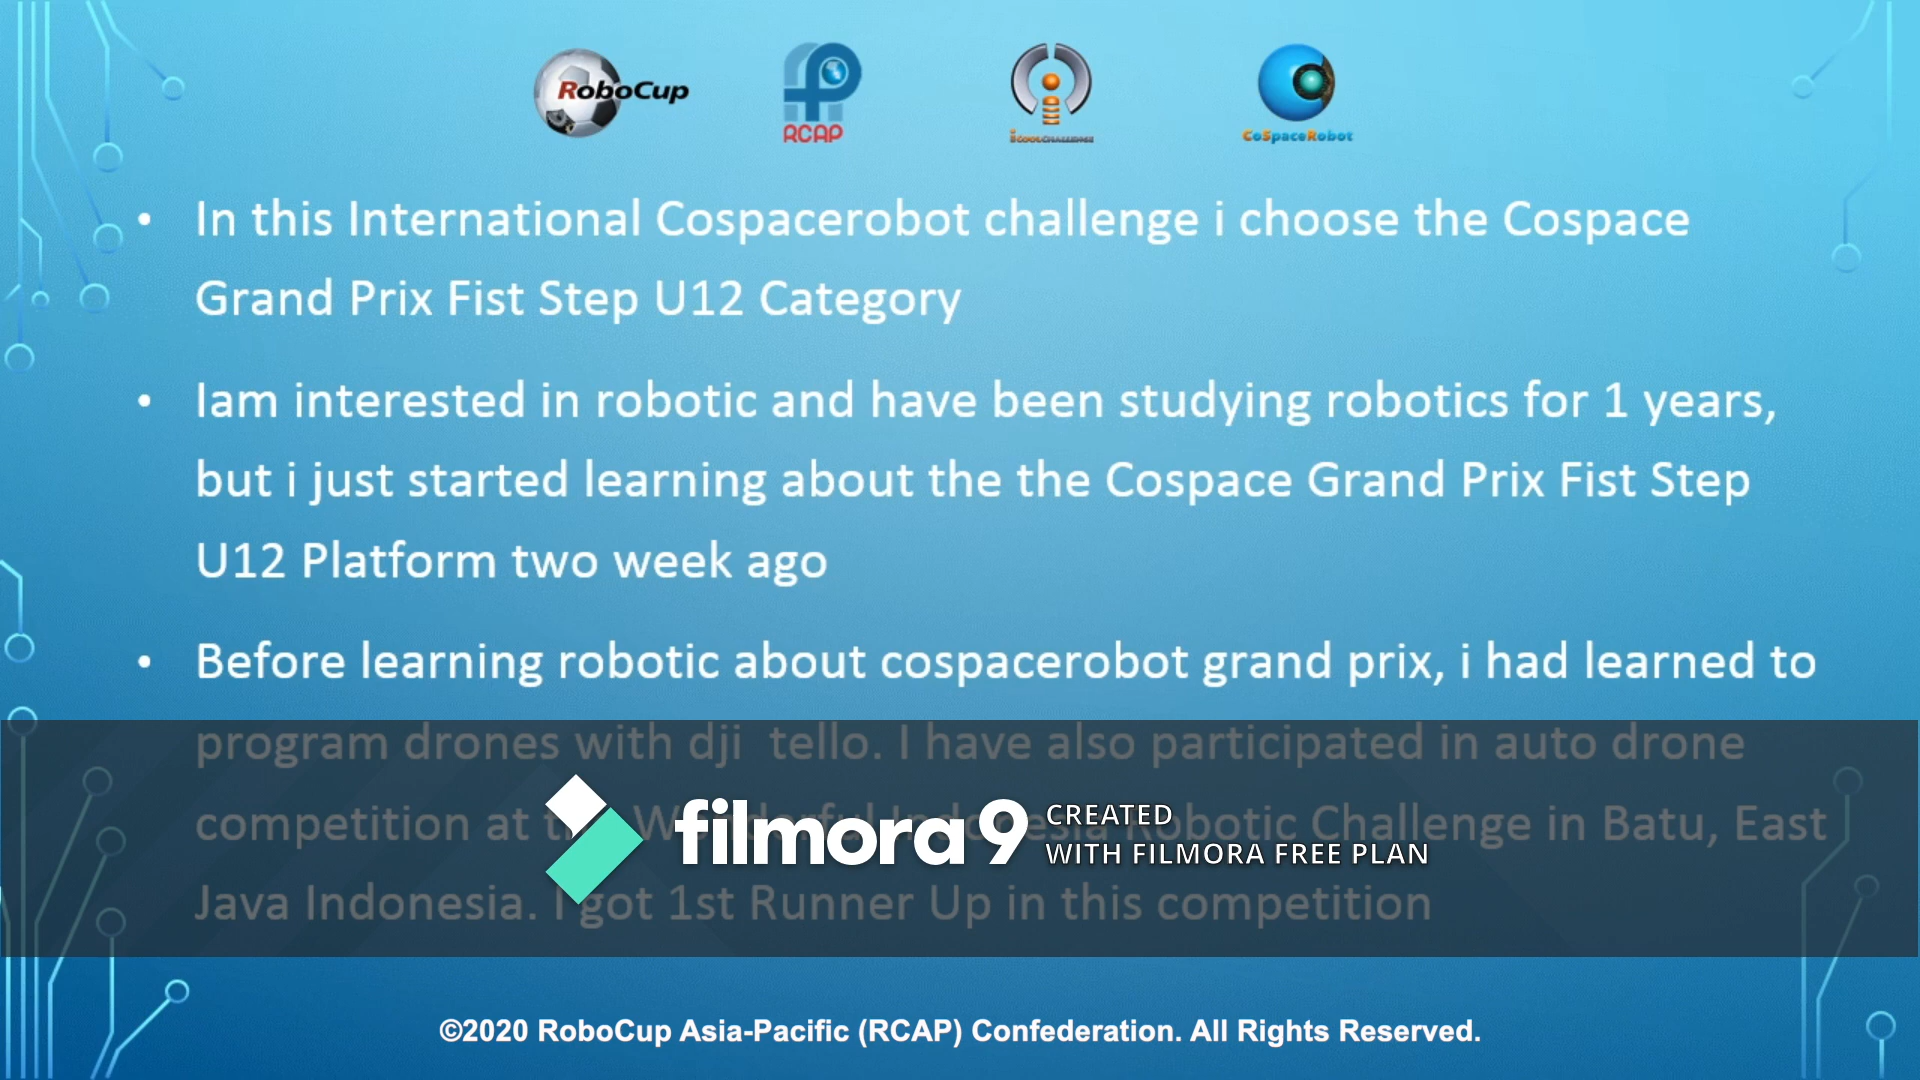 RoboCup
RCAP
iCOOLCHALLENGE
CoSpaceRobot
• In this International Cospacerobot challenge i choose the Cospace
Grand Prix Fist Step U12 Category
• Iam interested in robotic and have been studying robotics for 1 years,
but i just started learning about the the Cospace Grand Prix Fist Step
U12 Platform two week ago
• Before learning robotic about cospacerobot grand prix, i had learned to
program drones with dji tello. I have also participated in auto drone
competition at the Wonderful Indonesia Robotic Challenge in Batu, East
Java Indonesia. I got 1st Runner Up in this competition
filmora9
CREATED
WITH FILMORA FREE PLAN
©2020 RoboCup Asia-Pacific (RCAP) Confederation. All Rights Reserved.